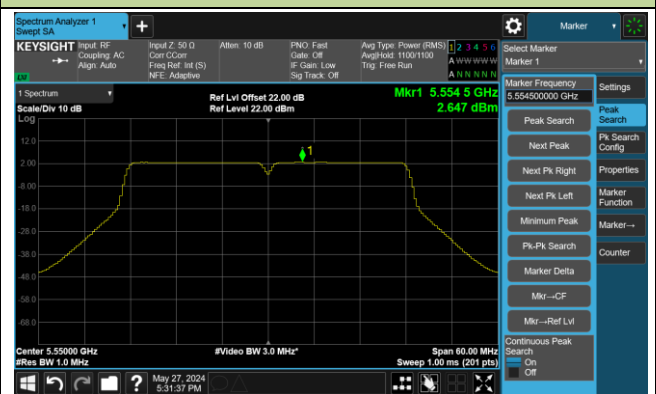 Spectrum Analyzer 1
Swept SA
Marker
KEYSIGHT
Input: RF
Coupling: AC
Align: Auto
Input Z: 50 Ω
Corr CCorr
Freq Ref: Int (S)
NFE: Adaptive
Atten: 10 dB
PNO: Fast
Gate: Off
IF Gain: Low
Sig Track: Off
Avg Type: Power (RMS)
Avg|Hold: 1100/1100
Trig: Free Run
1 2 3 4 5 6
A W W W W W
A N N N N N
Select Marker
Marker 1
LXI
1 Spectrum
Scale/Div 10 dB
Log
Ref Lvl Offset 22.00 dB
Ref Level 22.00 dBm
Mkr1 5.554 5 GHz
2.647 dBm
12.0
2.00
-8.00
-18.0
-28.0
-38.0
-48.0
-58.0
-68.0
1
Center 5.55000 GHz
#Res BW 1.0 MHz
#Video BW 3.0 MHz*
Span 60.00 MHz
Sweep 1.00 ms (201 pts)
Marker Frequency
5.554500000 GHz
Peak Search
Next Peak
Next Pk Right
Next Pk Left
Minimum Peak
Pk-Pk Search
Marker Delta
Mkr→CF
Mkr→Ref Lvl
Continuous Peak
Search
On
Off
Settings
Peak
Search
Pk Search
Config
Properties
Marker
Function
Marker→
Counter
May 27, 2024
5:31:37 PM